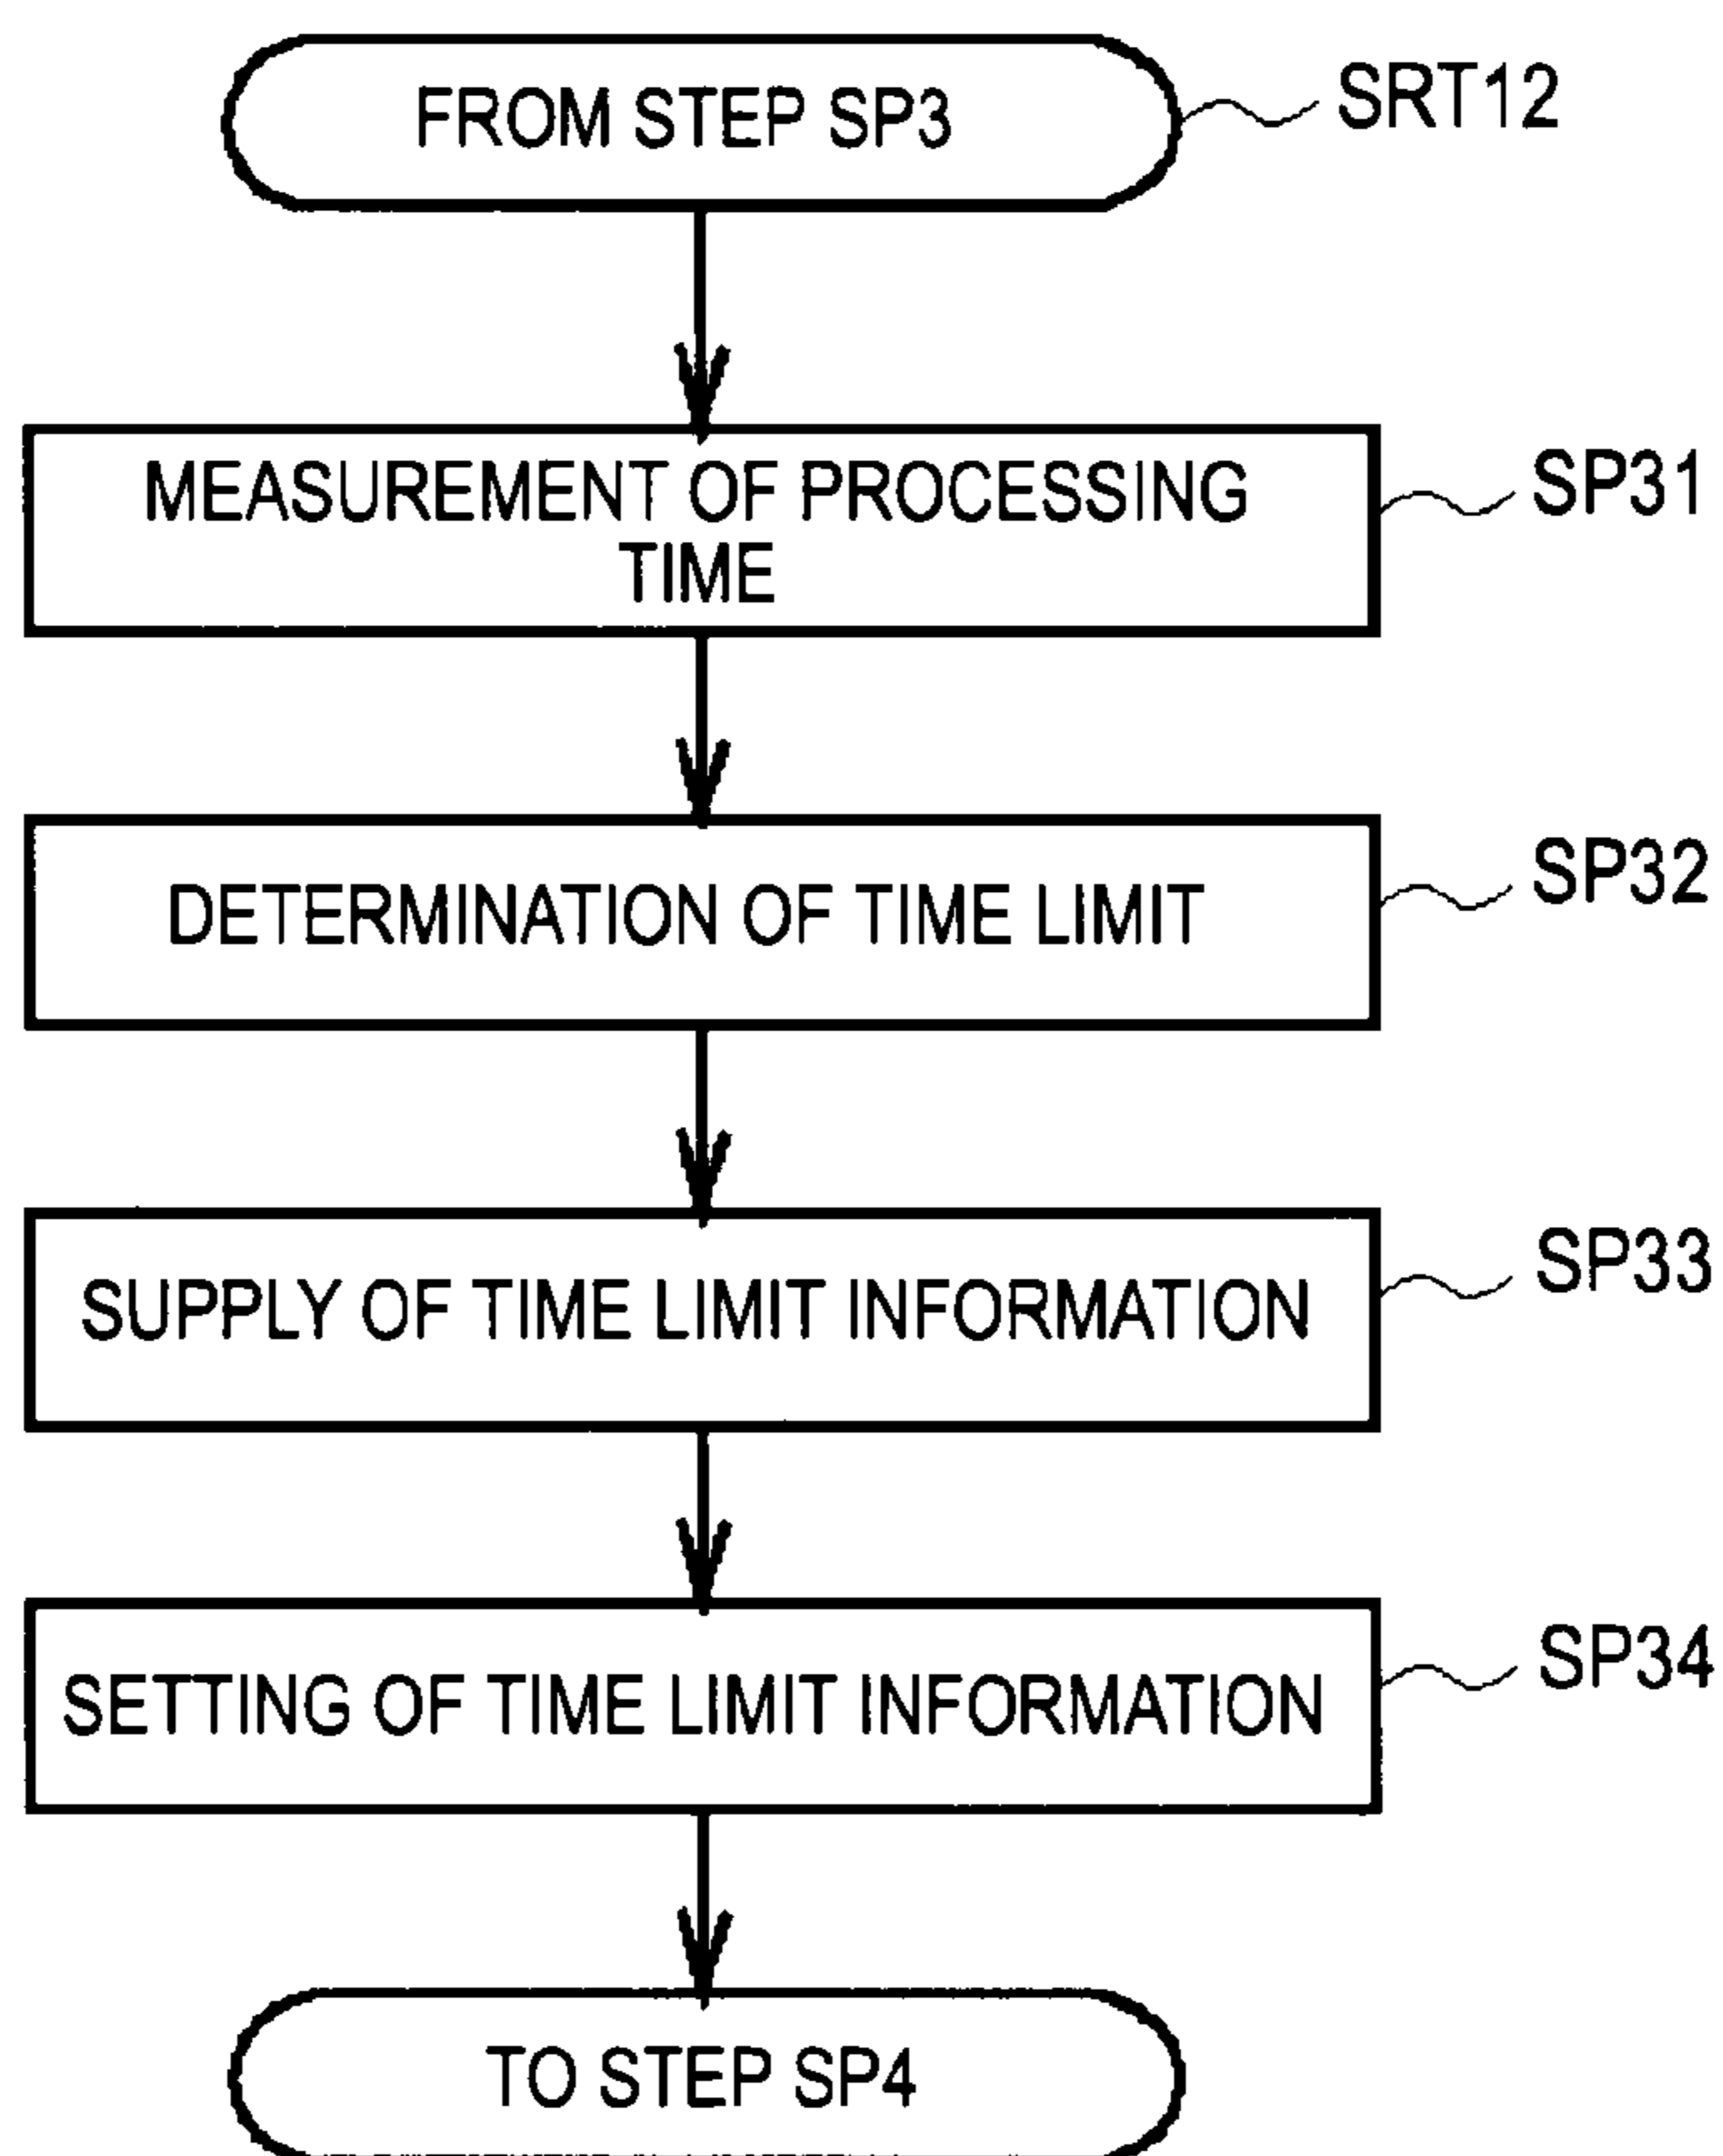 FROM STEP SP3
SRT12
MEASUREMENT OF PROCESSING
TIME
SP31
DETERMINATION OF TIME LIMIT
SP32
SUPPLY OF TIME LIMIT INFORMATION
SP33
SETTING OF TIME LIMIT INFORMATION
SP34
TO STEP SP4